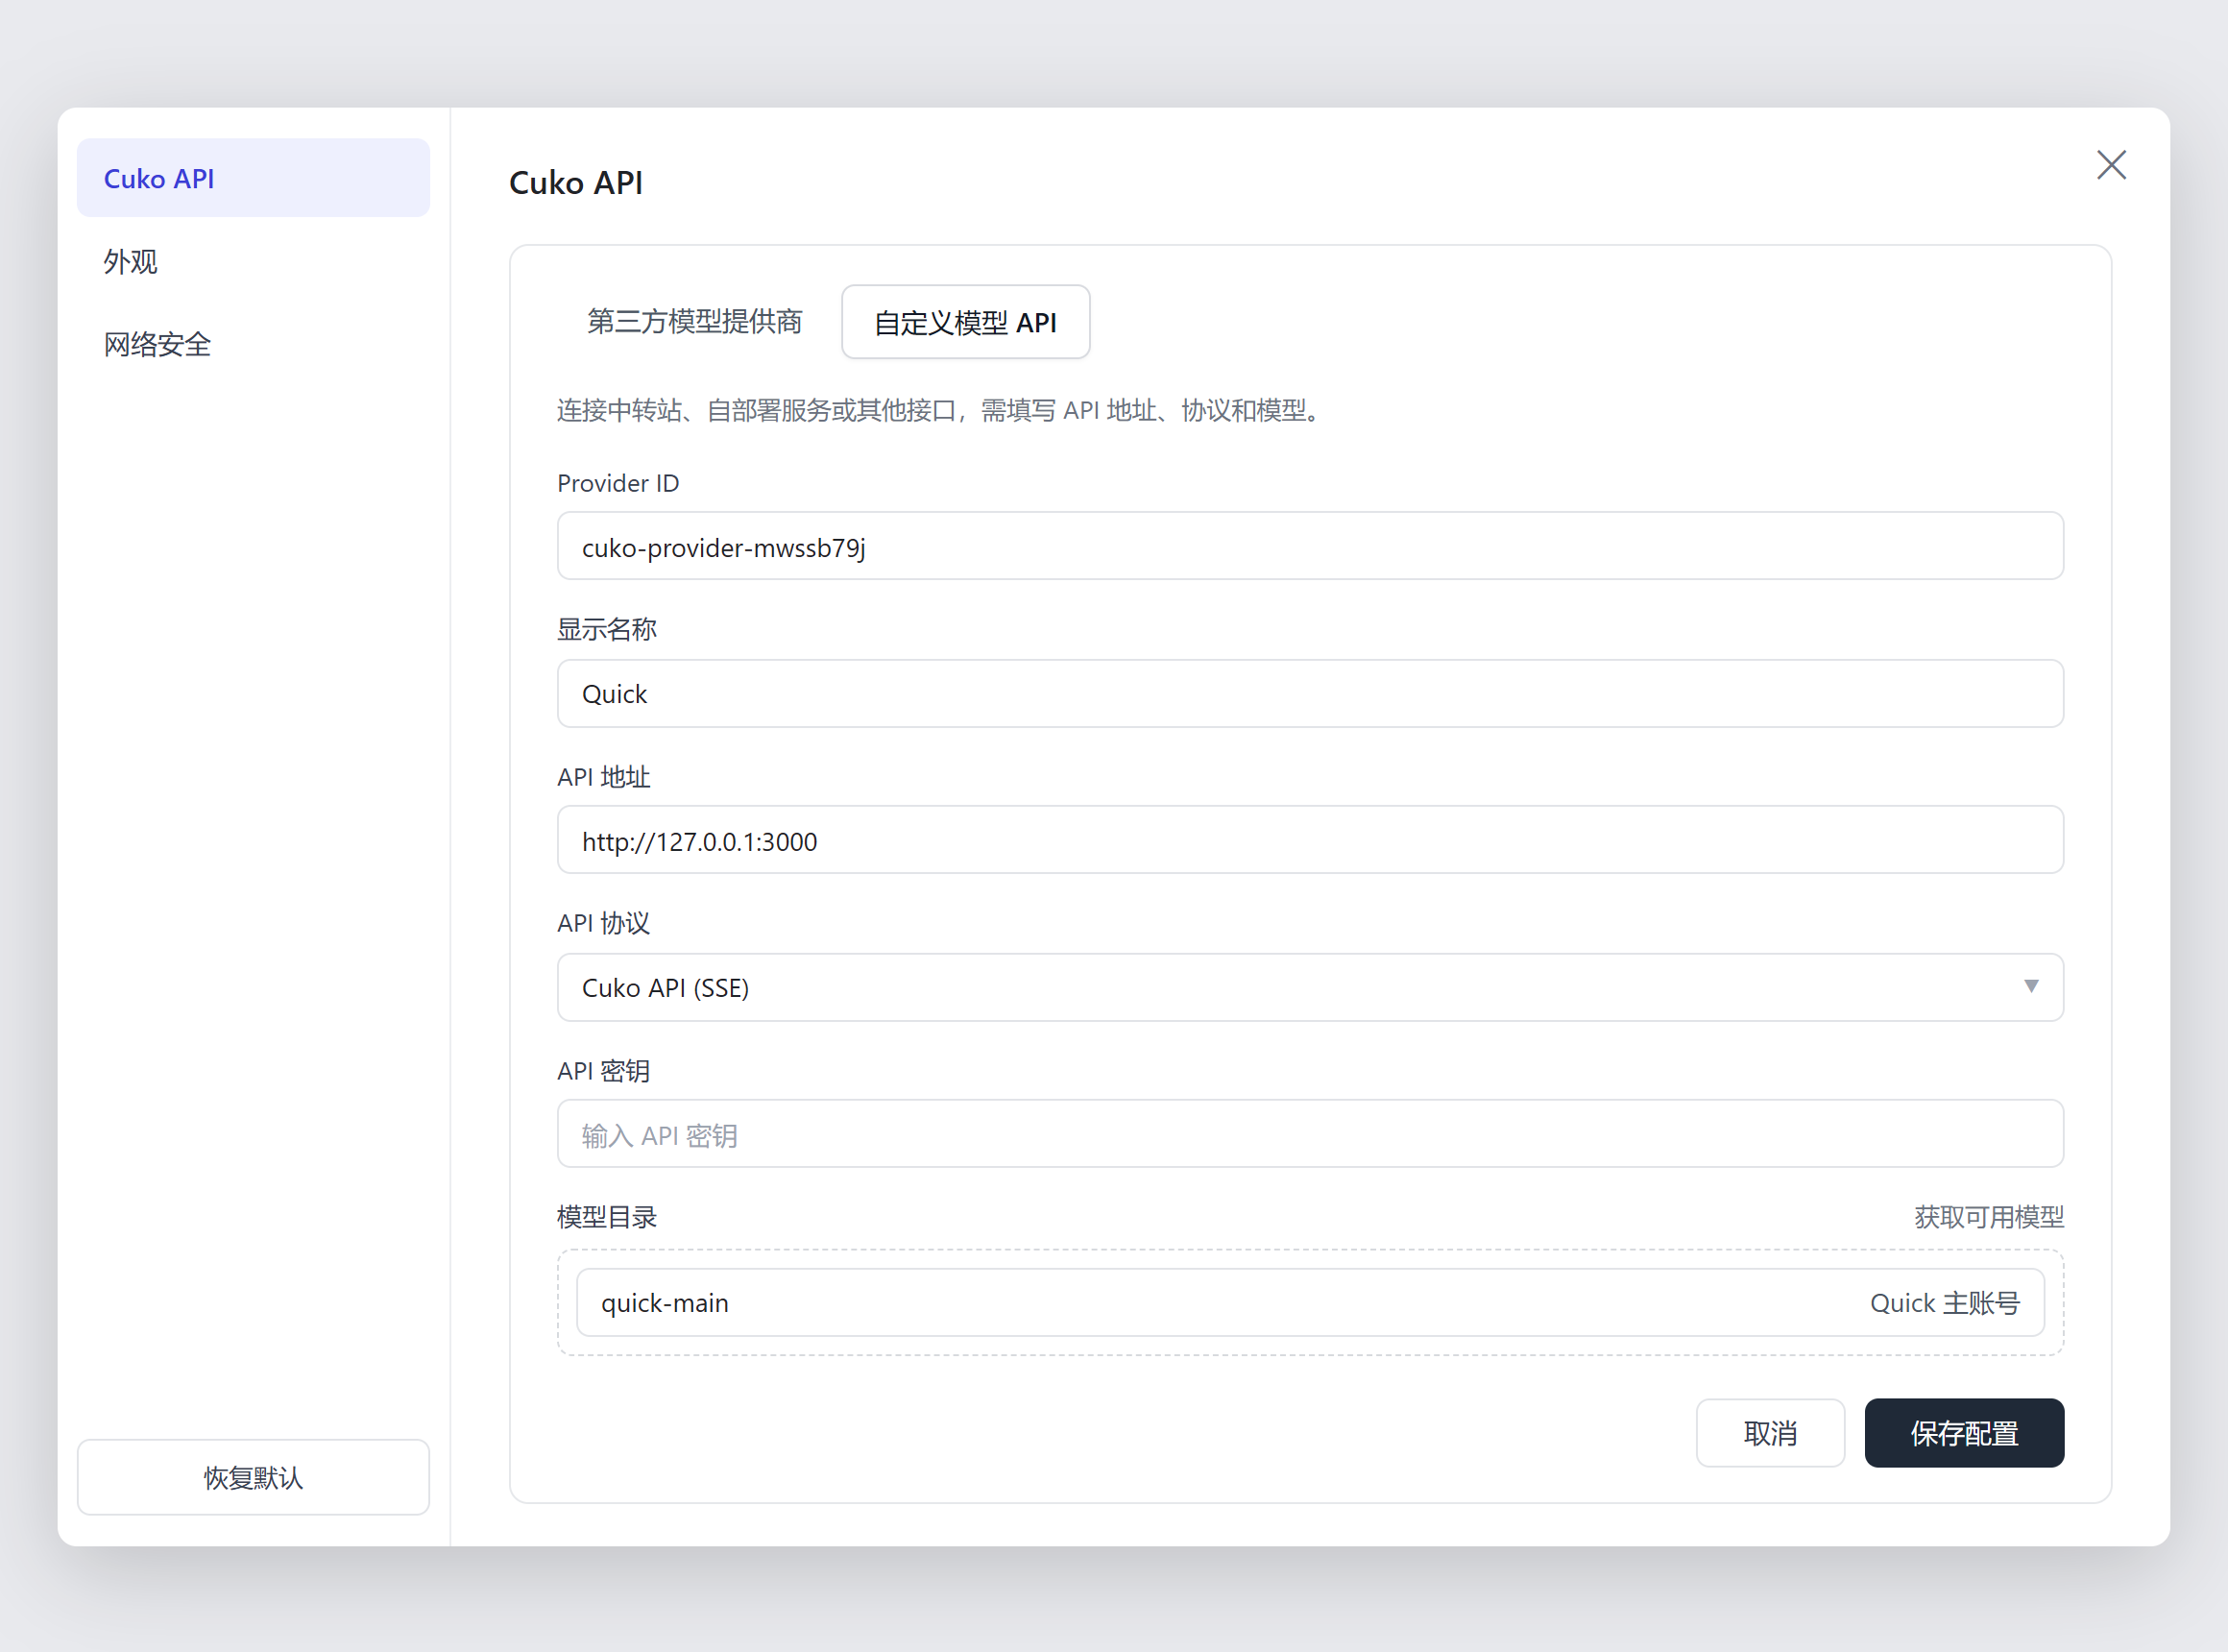 Cuko API
外观
网络安全
恢复默认
Cuko API
第三方模型提供商
自定义模型 API
连接中转站、自部署服务或其他接口，需填写 API 地址、协议和模型。
Provider ID
cuko-provider-mwssb79j
显示名称
Quick
API 地址
http://127.0.0.1:3000
API 协议
Cuko API (SSE)
API 密钥
输入 API 密钥
模型目录
获取可用模型
quick-main
Quick 主账号
取消
保存配置